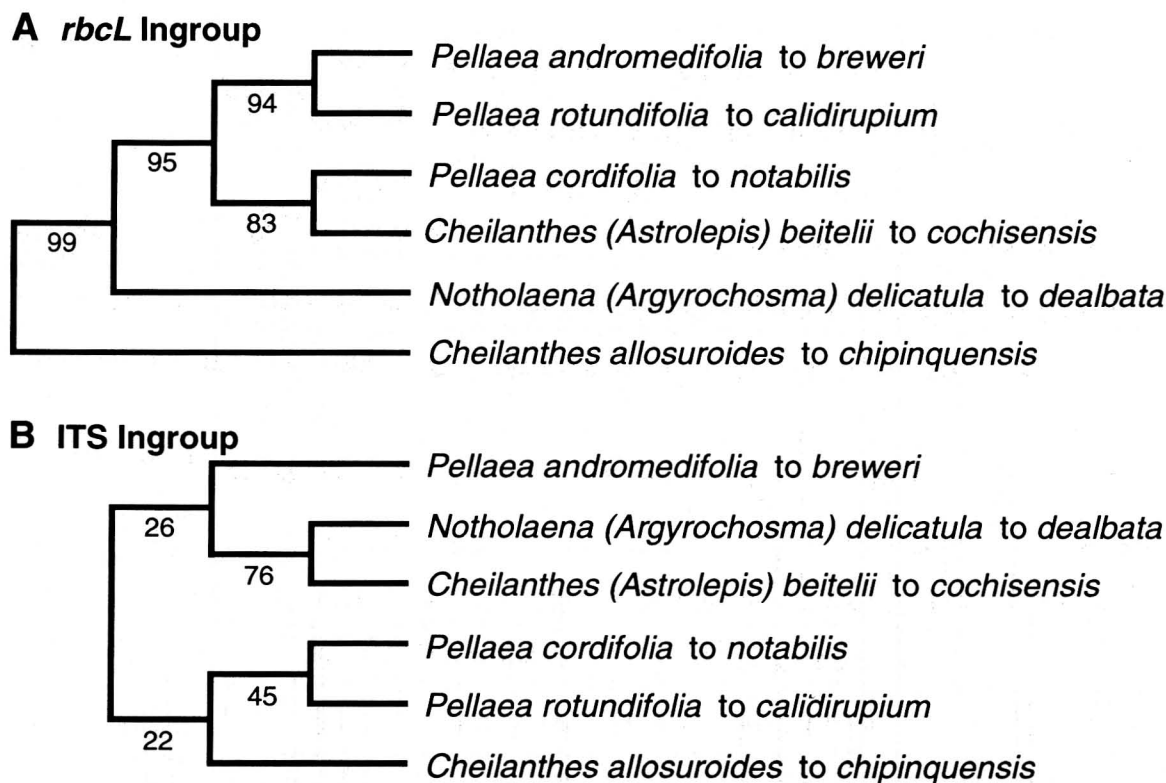 A rbcL Ingroup
Pellaea andromedifolia to breweri
94
Pellaea rotundifolia to calidirupium
95
Pellaea cordifolia to notabilis
83
Cheilanthes (Astrolepis) beitelii to cochisensis
99
Notholaena (Argyrochosma) delicatula to dealbata
Cheilanthes allosuroides to chipinquensis
B ITS Ingroup
Pellaea andromedifolia to breweri
26
Notholaena (Argyrochosma) delicatula to dealbata
76
Cheilanthes (Astrolepis) beitelii to cochisensis
Pellaea cordifolia to notabilis
45
Pellaea rotundifolia to calidirupium
22
Cheilanthes allosuroides to chipinquensis